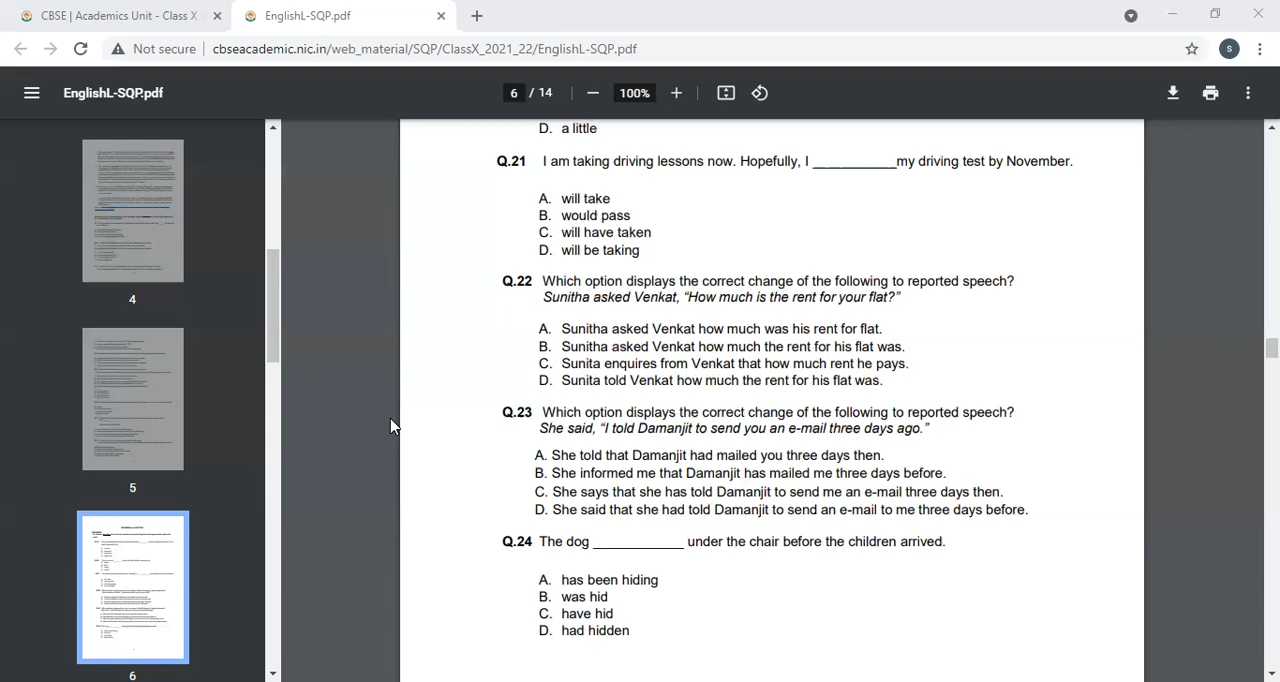 CBSE | Academics Unit - Class X
EnglishL-SQP.pdf
Not secure | cbseacademic.nic.in/web_material/SQP/ClassX_2021_22/EnglishL-SQP.pdf
S
EnglishL-SQP.pdf
6 / 14
100%
4
5
6
D. a little
Q.21 I am taking driving lessons now. Hopefully, I ___________my driving test by November.
A. will take
B. would pass
C. will have taken
D. will be taking
Q.22 Which option displays the correct change of the following to reported speech?
Sunitha asked Venkat, “How much is the rent for your flat?”
A. Sunitha asked Venkat how much was his rent for flat.
B. Sunitha asked Venkat how much the rent for his flat was.
C. Sunita enquires from Venkat that how much rent he pays.
D. Sunita told Venkat how much the rent for his flat was.
Q.23 Which option displays the correct change of the following to reported speech?
She said, “I told Damanjit to send you an e-mail three days ago.”
A. She told that Damanjit had mailed you three days then.
B. She informed me that Damanjit has mailed me three days before.
C. She says that she has told Damanjit to send me an e-mail three days then.
D. She said that she had told Damanjit to send an e-mail to me three days before.
Q.24 The dog ____________ under the chair before the children arrived.
A. has been hiding
B. was hid
C. have hid
D. had hidden